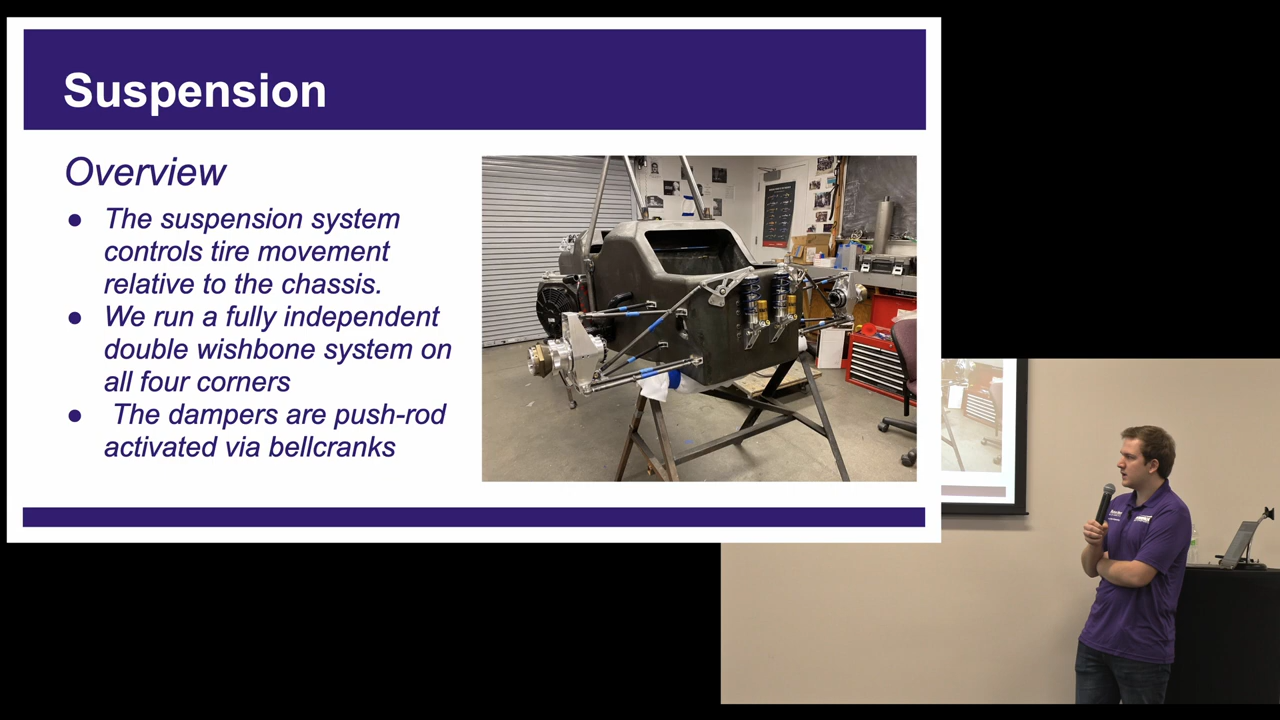 Suspension
Overview
● The suspension system
controls tire movement
relative to the chassis.
● We run a fully independent
double wishbone system on
all four corners
● The dampers are push-rod
activated via bellcranks